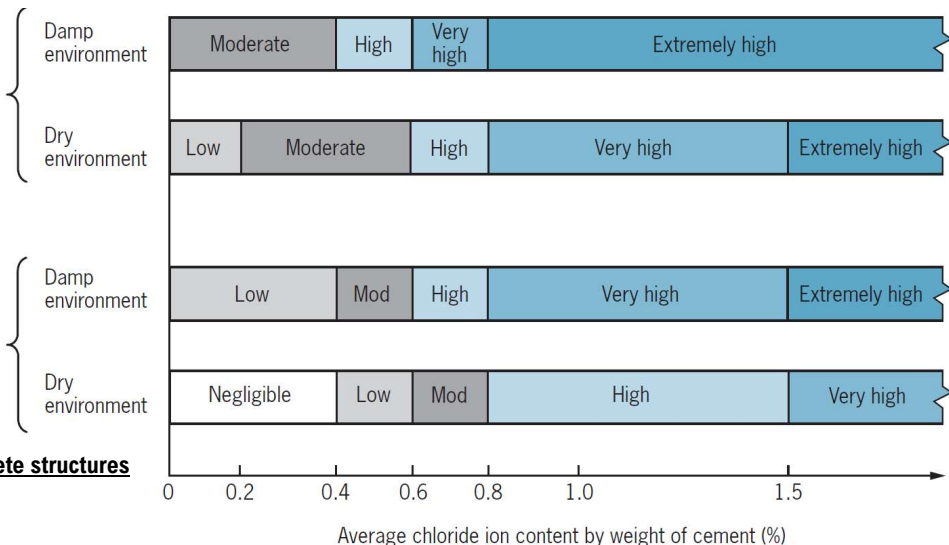 Damp
environment
Moderate
High
Very
high
Extremely high
Dry
environment
Low
Moderate
High
Very high
Extremely high
Damp
environment
Low
Mod
High
Very high
Extremely high
Dry
environment
Negligible
Low
Mod
High
Very high
ete structures
0 0.2 0.4 0.6 0.8 1.0 1.5
Average chloride ion content by weight of cement (%)